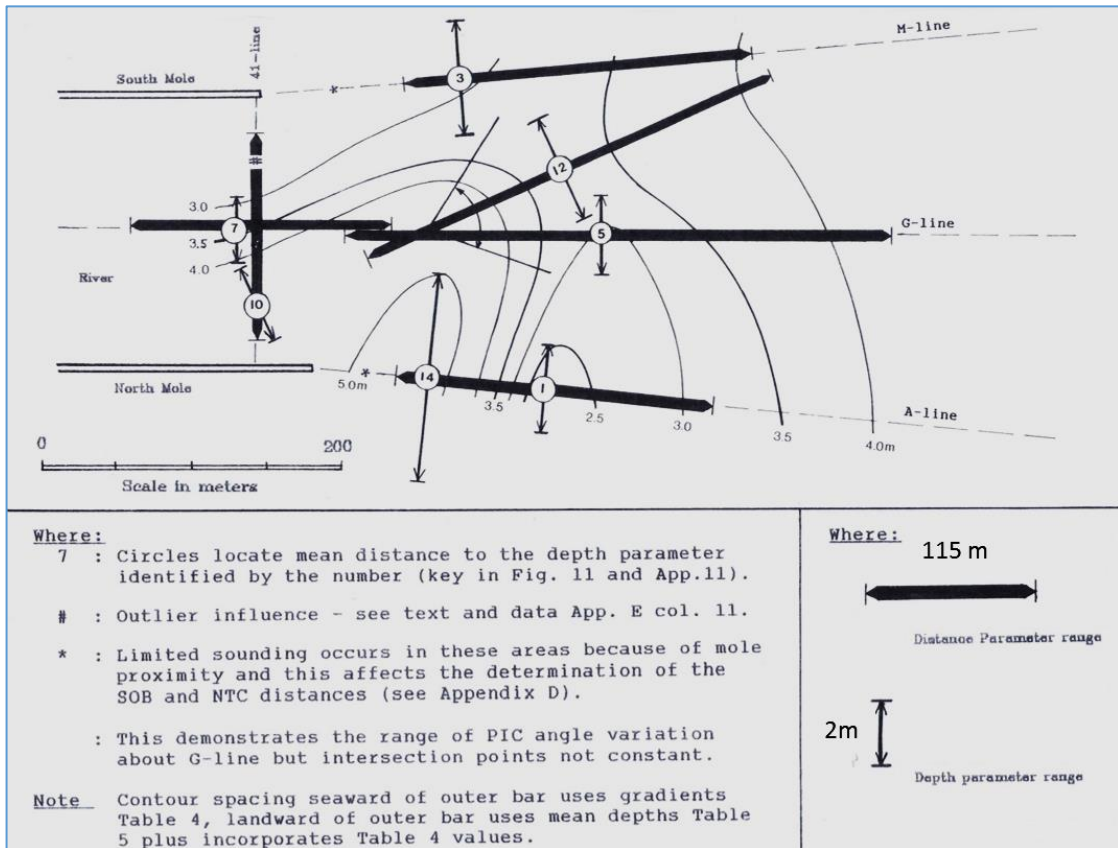 M-line
41-line
South Mole
*
3
#
12
3.0
7
3.5
4.0
5
G-line
River
10
North Mole
5.0m
*
14
1
3.5
2.5
3.0
3.5
4.0m
A-line
0
200
Scale in meters
Where:
7 : Circles locate mean distance to the depth parameter
identified by the number (key in Fig. 11 and App.11).
# : Outlier influence - see text and data App. E col. 11.
* : Limited sounding occurs in these areas because of mole
proximity and this affects the determination of the
SOB and NTC distances (see Appendix D).
: This demonstrates the range of PIC angle variation
about G-line but intersection points not constant.
Note Contour spacing seaward of outer bar uses gradients
Table 4, landward of outer bar uses mean depths Table
5 plus incorporates Table 4 values.
Where:
115 m
Distance Parameter range
2m
Depth parameter range